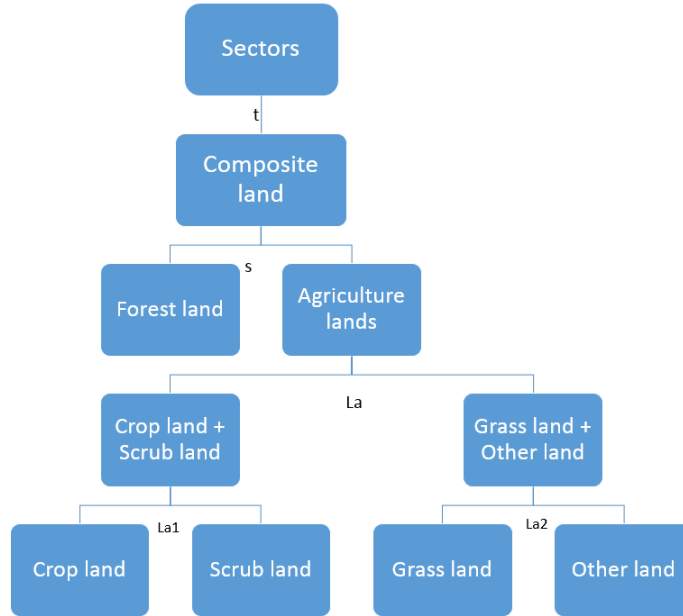 Sectors
t
Composite
land
s
Forest land
Agriculture
lands
La
Crop land +
Scrub land
Grass land +
Other land
La1
La2
Crop land
Scrub land
Grass land
Other land